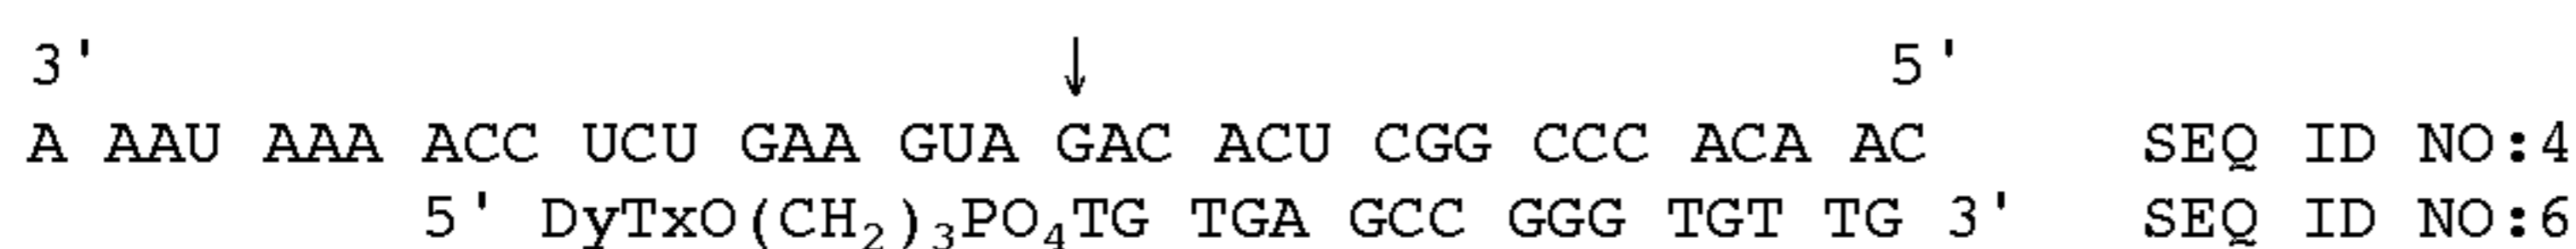 3' ↓ 5'
A AAU AAA ACC UCU GAA GUA GAC ACU CGG CCC ACA AC SEQ ID NO:4
5' DyTxO(CH₂)₃PO₄TG TGA GCC GGG TGT TG 3' SEQ ID NO:6